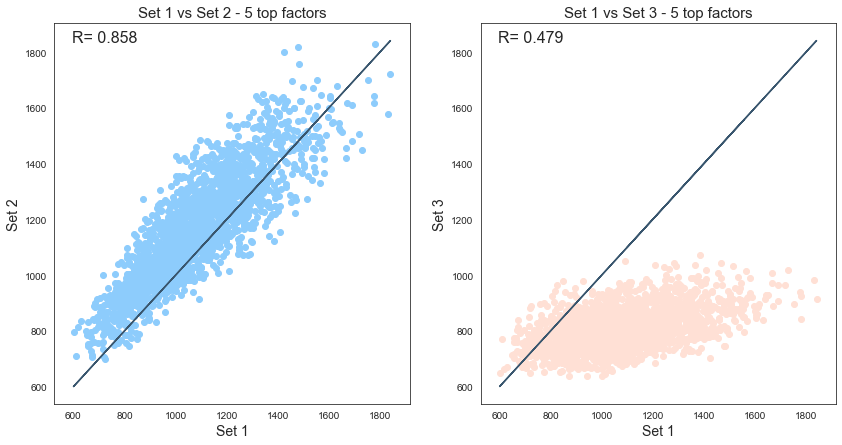 Set 1 vs Set 2 - 5 top factors
R= 0.858
1800
1600
1400
1200
1000
800
600
Set 2
600 800 1000 1200 1400 1600 1800
Set 1
Set 1 vs Set 3 - 5 top factors
R= 0.479
1800
1600
1400
1200
1000
800
600
Set 3
600 800 1000 1200 1400 1600 1800
Set 1